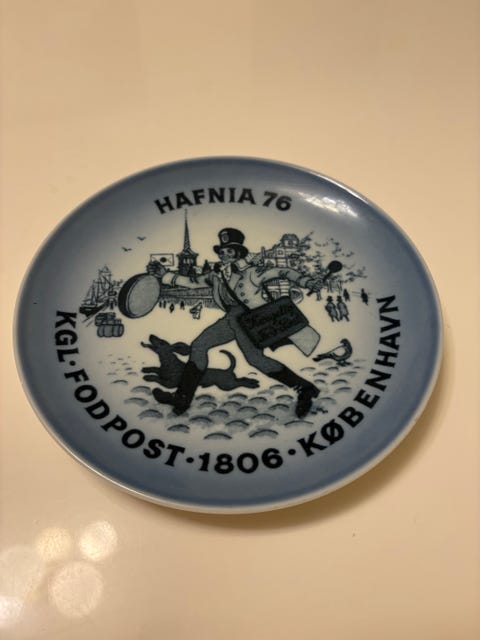 HAFNIA 76
KGL · FODPOST · 1806 · KØBENHAVN